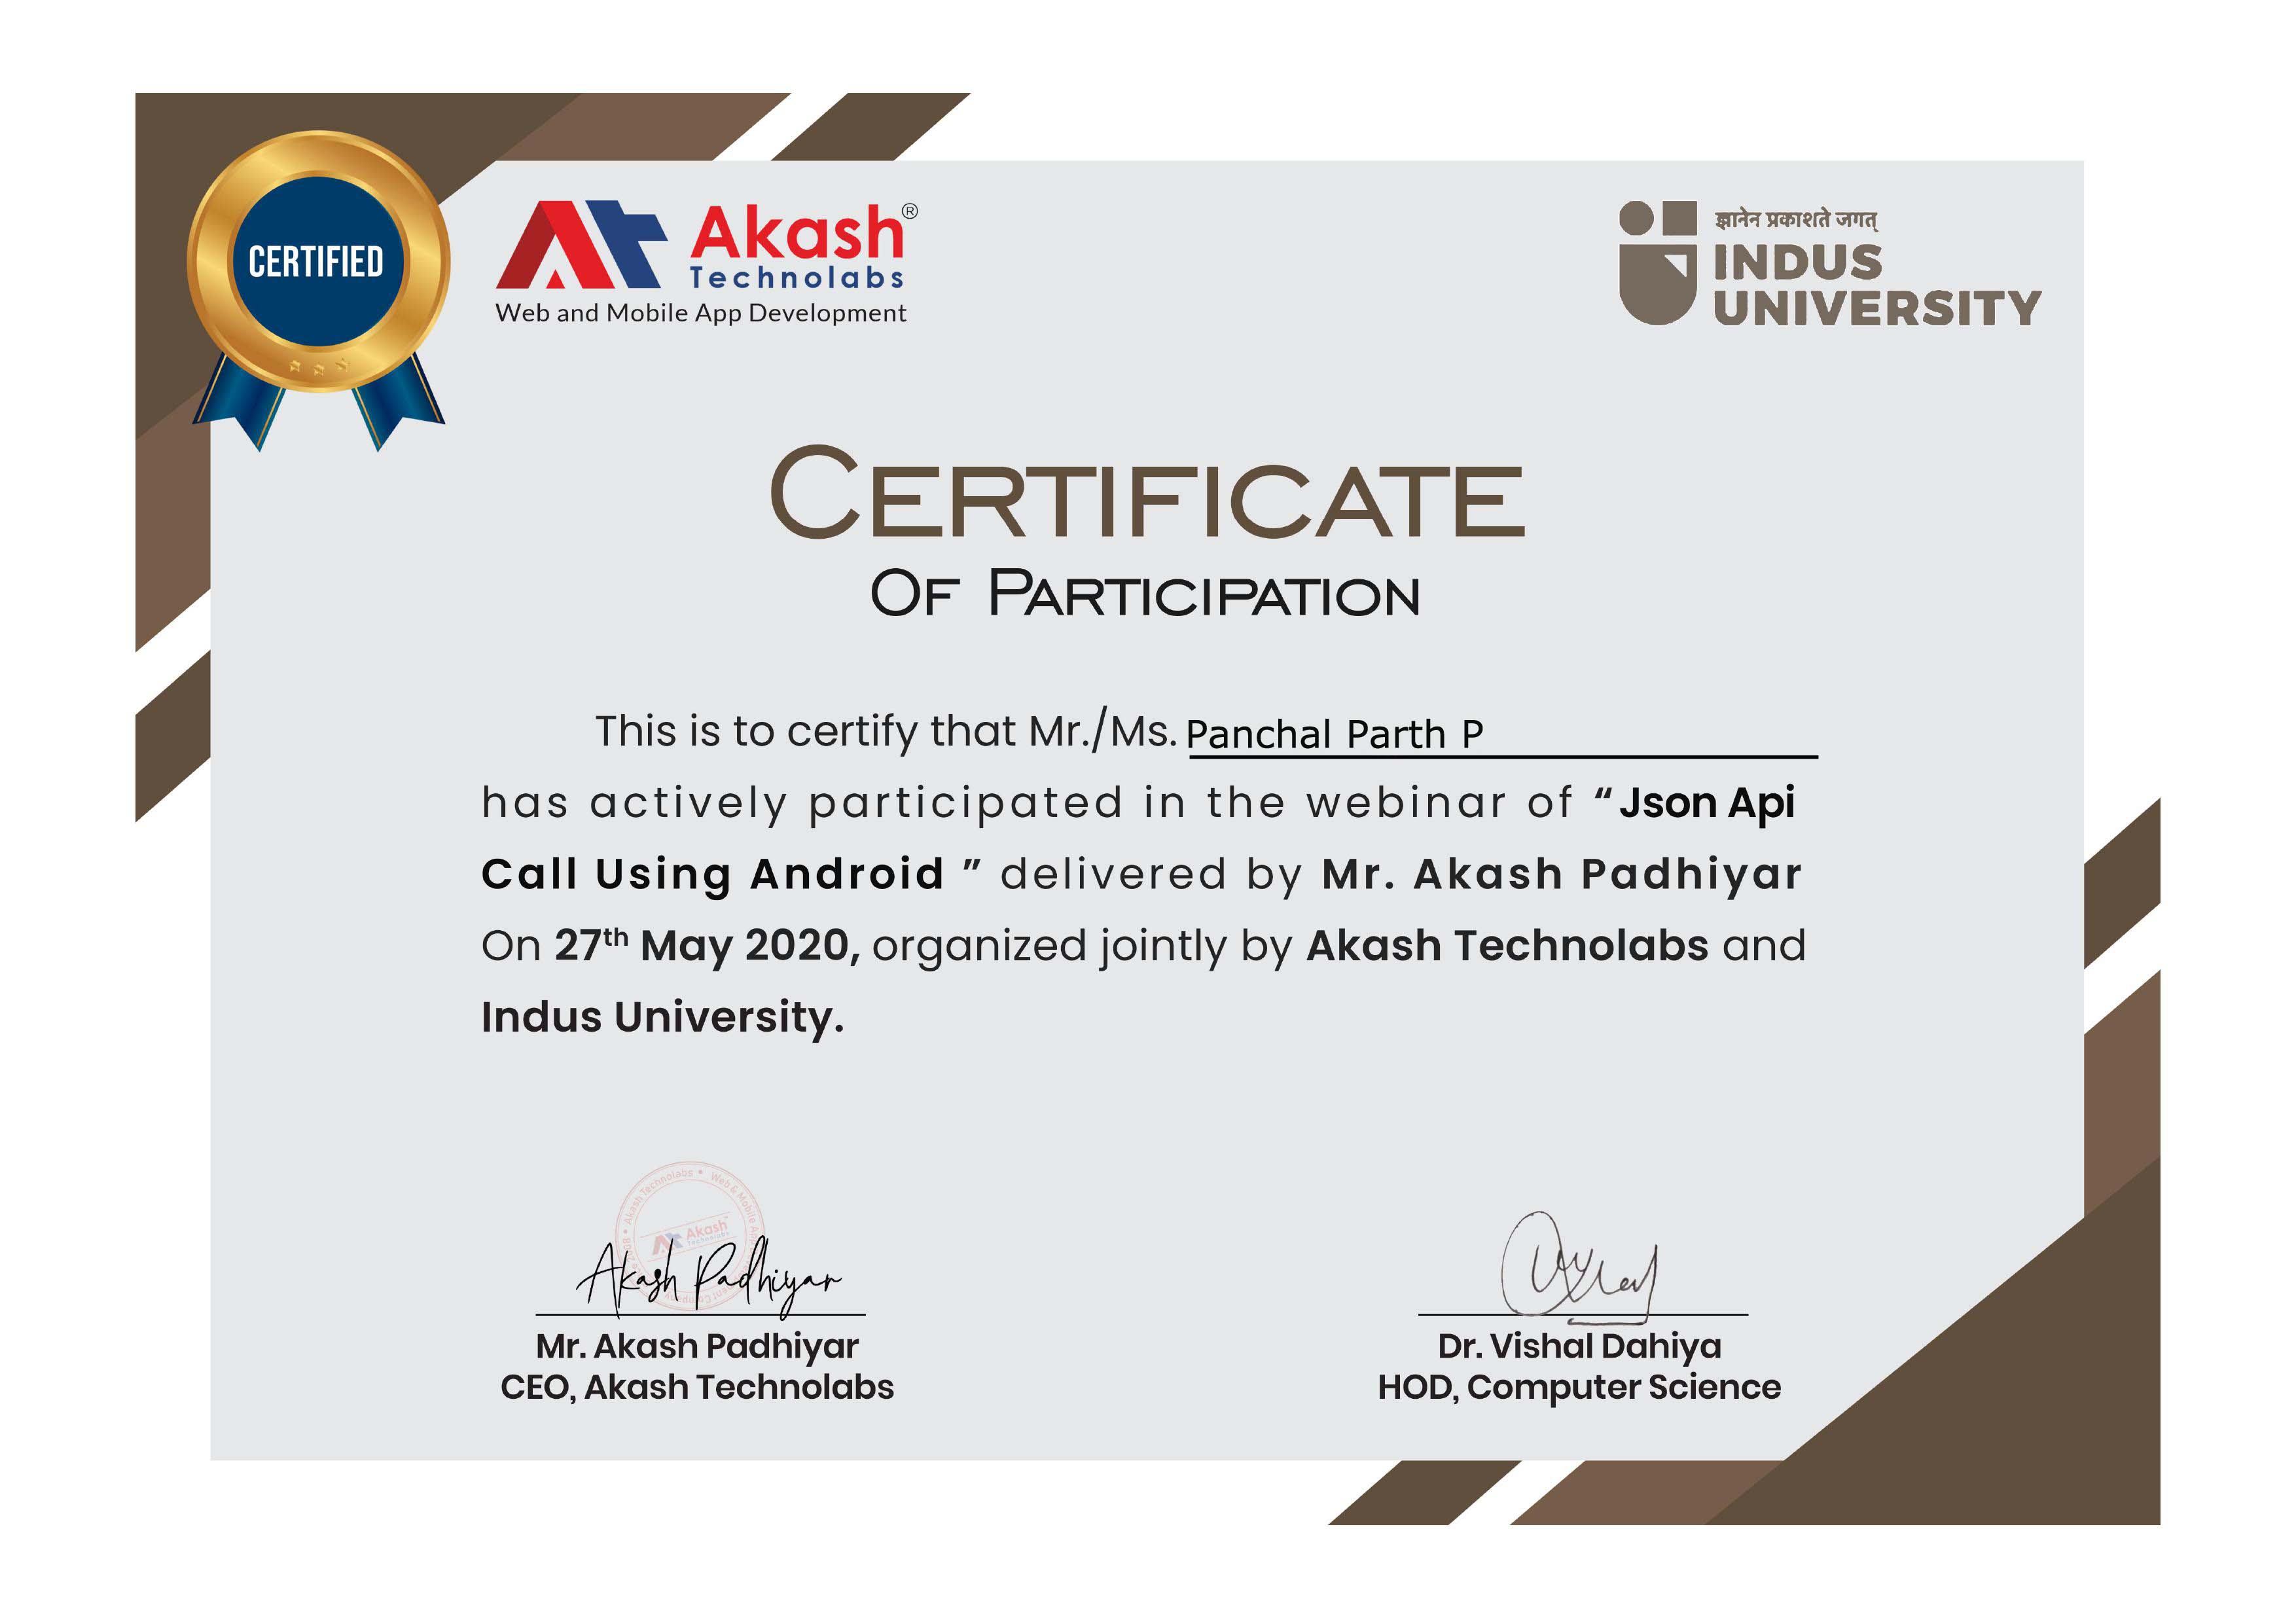 CERTIFIED
Akash®
Technolabs
Web and Mobile App Development
ज्ञानेन प्रकाशते जगत्
INDUS
UNIVERSITY
CERTIFICATE
OF PARTICIPATION
This is to certify that Mr./Ms. Panchal Parth P
has actively participated in the webinar of “Json Api
Call Using Android ” delivered by Mr. Akash Padhiyar
On 27th May 2020, organized jointly by Akash Technolabs and
Indus University.
Akash Technolabs • Web & Mobile App
Akash
Technolabs
Akash Padhiyar
Mr. Akash Padhiyar
CEO, Akash Technolabs
Dr. Vishal Dahiya
HOD, Computer Science